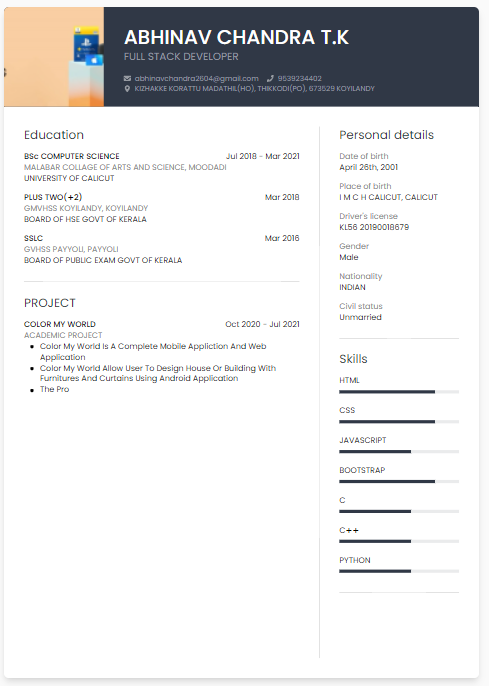 ABHINAV CHANDRA T.K
FULL STACK DEVELOPER
abhinavchandra2604@gmail.com 9539234402
KIZHAKKE KORATTU MADATHIL(HO), THIKKODI(PO), 673529 KOYILANDY
Education
BSc COMPUTER SCIENCE Jul 2018 - Mar 2021
MALABAR COLLAGE OF ARTS AND SCIENCE, MOODADI
UNIVERSITY OF CALICUT
PLUS TWO(+2) Mar 2018
GMVHSS KOYILANDY, KOYILANDY
BOARD OF HSE GOVT OF KERALA
SSLC Mar 2016
GVHSS PAYYOLI, PAYYOLI
BOARD OF PUBLIC EXAM GOVT OF KERALA
PROJECT
COLOR MY WORLD Oct 2020 - Jul 2021
ACADEMIC PROJECT
Color My World Is A Complete Mobile Appliction And Web
Application
Color My World Allow User To Design House Or Building With
Furnitures And Curtains Using Android Application
The Pro
Personal details
Date of birth
April 26th, 2001
Place of birth
I M C H CALICUT, CALICUT
Driver's license
KL56 20190018679
Gender
Male
Nationality
INDIAN
Civil status
Unmarried
Skills
HTML
CSS
JAVASCRIPT
BOOTSTRAP
C
C++
PYTHON